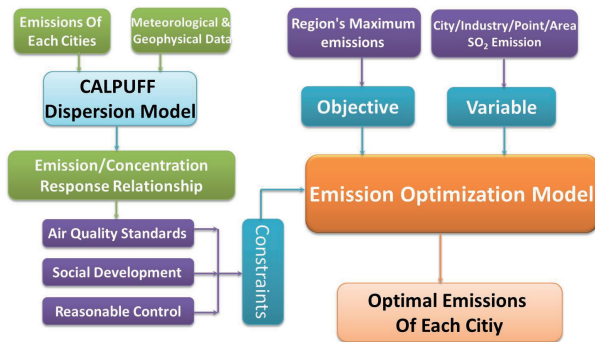 Emissions Of
Each Cities
Meteorological &
Geophysical Data
CALPUFF
Dispersion Model
Emission/Concentration
Response Relationship
Air Quality Standards
Social Development
Reasonable Control
Constraints
Region's Maximum
emissions
City/Industry/Point/Area
SO₂ Emission
Objective
Variable
Emission Optimization Model
Optimal Emissions
Of Each Citiy